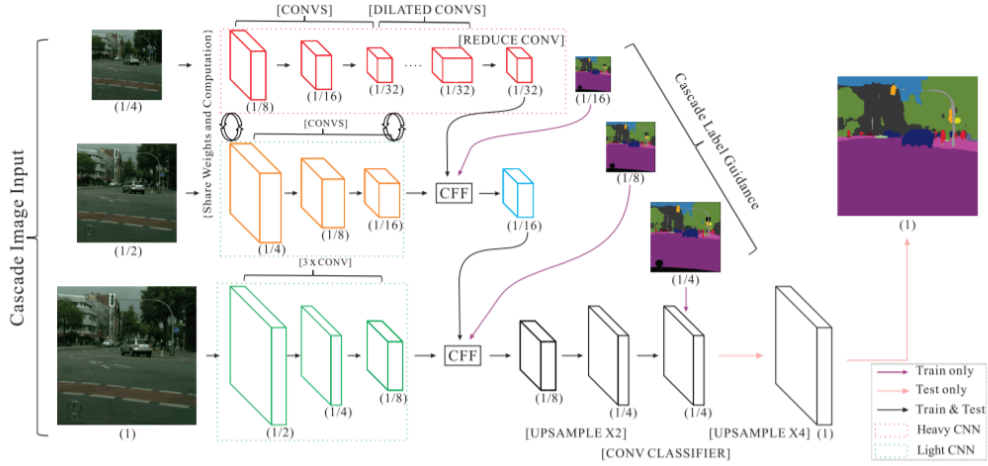 [CONVS]
[DILATED CONVS]
[REDUCE CONV]
(1/4)
(1/8)
(1/16)
(1/32)
(1/32)
(1/32)
(1/16)
Cascade Image Input
{Share Weights and Computation}
Cascade Label Guidance
[CONVS]
(1/2)
(1/4)
(1/8)
(1/16)
CFF
(1/16)
(1/8)
(1)
[3 X CONV]
(1)
(1/2)
(1/4)
(1/8)
CFF
(1/8)
(1/4)
(1/4)
(1/4)
(1)
[UPSAMPLE X2]
[CONV CLASSIFIER]
[UPSAMPLE X4]
Train only
Test only
Train & Test
Heavy CNN
Light CNN